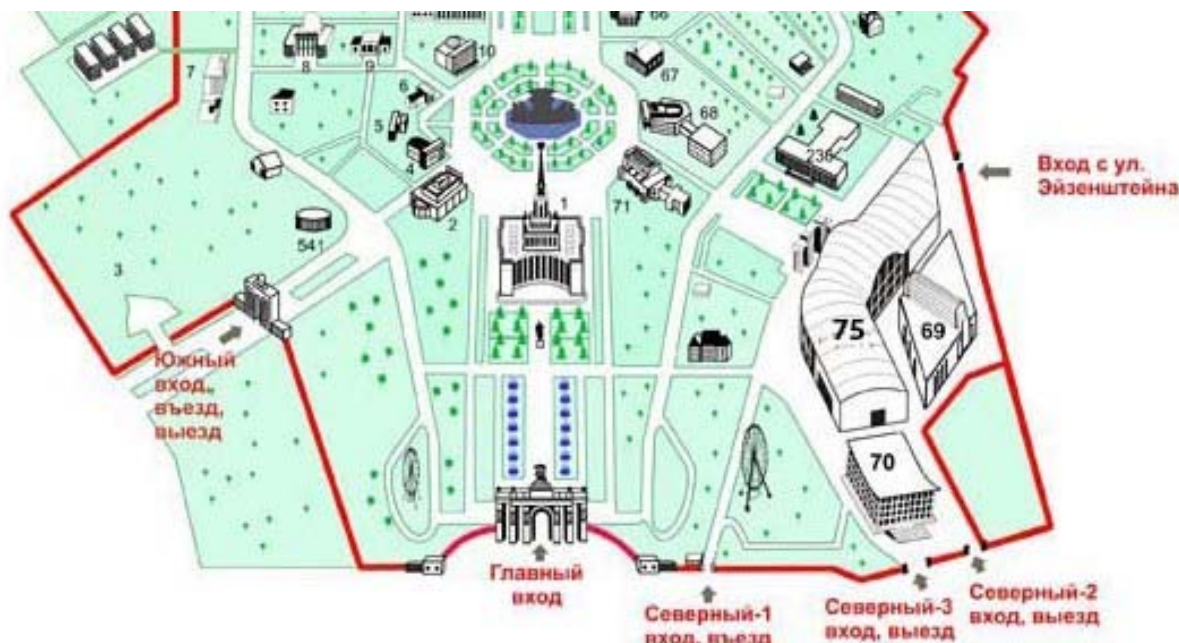 66
7
8
9
10
67
6
68
5
4
236
Вход с ул.
Эйзенштейна
2
1
71
541
3
75
69
Южный
вход,
въезд,
выезд
70
Главный
вход
Северный-1
вход, въезд
Северный-3
вход, выезд
Северный-2
вход, выезд